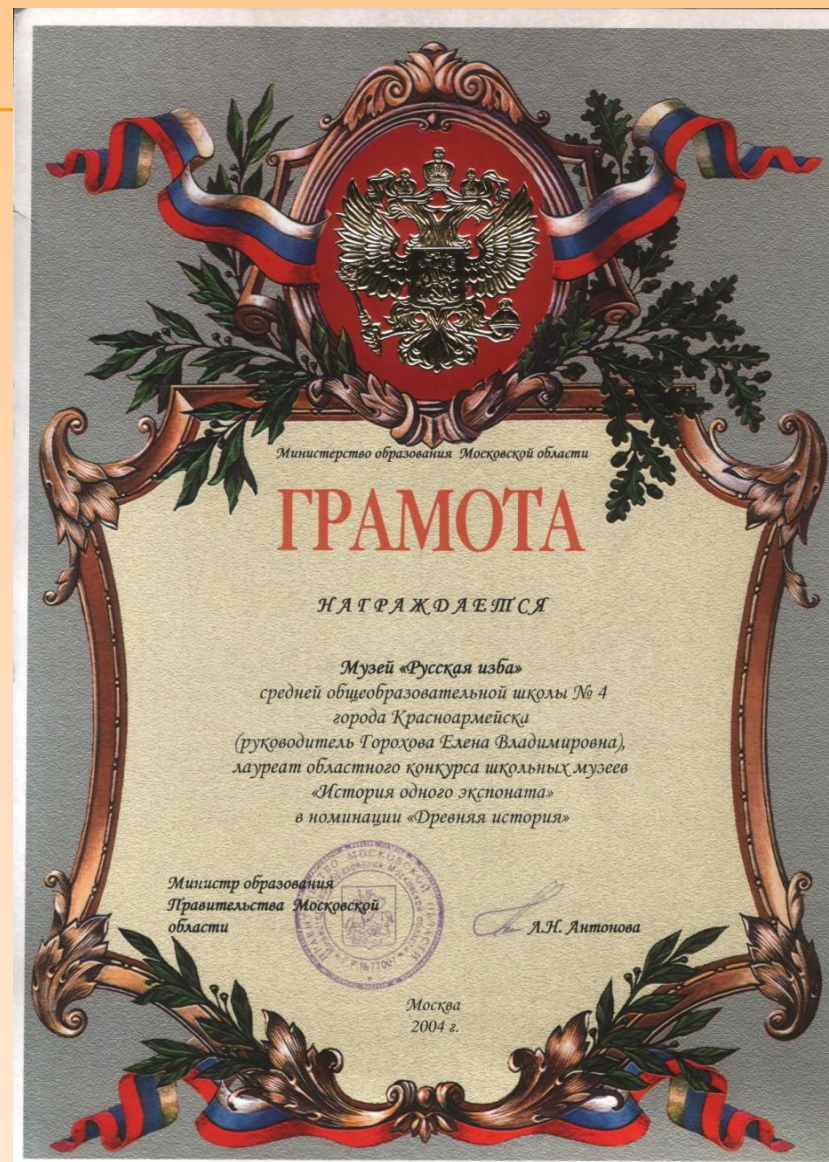 Министерство образования Московской области
ГРАМОТА
НАГРАЖДАЕТСЯ
Музей «Русская изба»
средней общеобразовательной школы № 4
города Красноармейска
(руководитель Горохова Елена Владимировна),
лауреат областного конкурса школьных музеев
«История одного экспоната»
в номинации «Древняя история»
Министр образования
Правительства Московской
области
Л.Н. Антонова
Москва
2004 г.